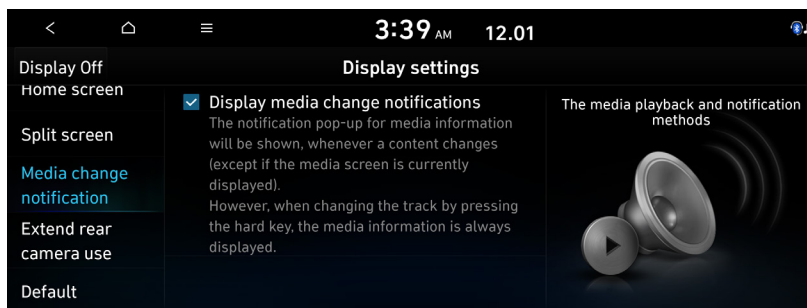 3:39 AM 12.01
Display Off
Display settings
Home screen
Split screen
Media change
notification
Extend rear
camera use
Default
Display media change notifications
The notification pop-up for media information
will be shown, whenever a content changes
(except if the media screen is currently
displayed).
However, when changing the track by pressing
the hard key, the media information is always
displayed.
The media playback and notification
methods